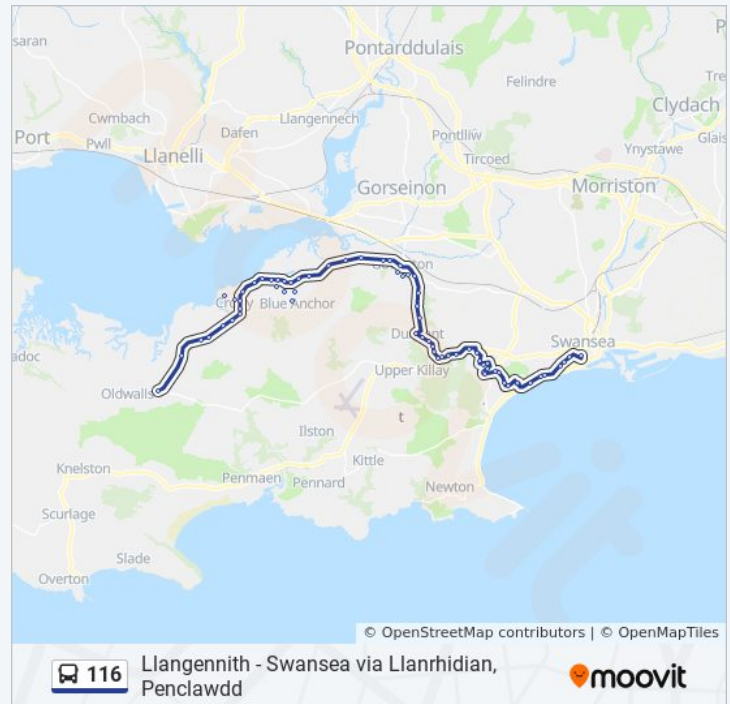 saran
Pontarddulais
P
Felindre
Tre
Clydach
Cwmbach
Llangennech
Dafen
Port
Pwll
Pontlliw
Glais
Llanelli
Ynystawe
Tircoed
Gorseinon
Morriston
Blue Anchor
Swansea
adoc
Upper Killay
Oldwalls
t
Ilston
Kittle
Knelston
Penmaen
Pennard
Newton
Scurlage
Slade
Overton
© OpenStreetMap contributors | © OpenMapTiles
116
Llangennith - Swansea via Llanrhidian,
Penclawdd
moovit